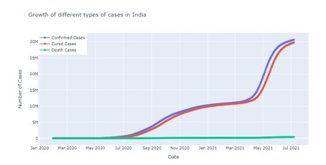 Growth of different types of cases in India
Confirmed Cases
Cured Cases
Death Cases
30M
25M
20M
15M
10M
5M
0
Number of Cases
Jan 2020 Mar 2020 May 2020 Jul 2020 Sep 2020 Nov 2020 Jan 2021 Mar 2021 May 2021 Jul 2021
Date